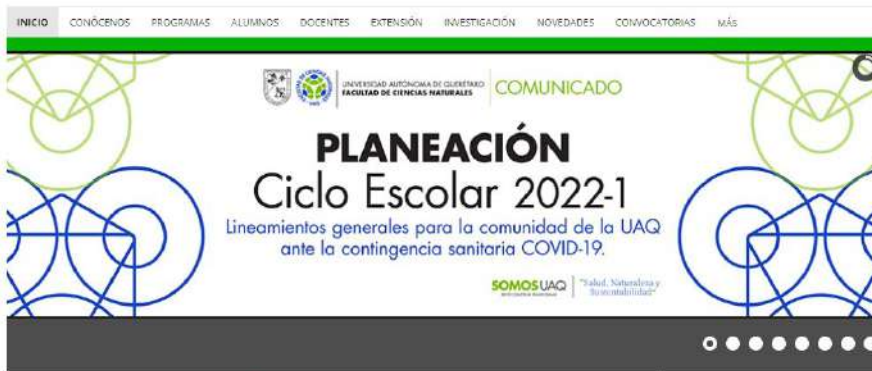 INICIO CONÓCENOS PROGRAMAS ALUMNOS DOCENTES EXTENSIÓN INVESTIGACIÓN NOVEDADES CONVOCATORIAS MÁS
UNIVERSIDAD AUTÓNOMA DE QUERÉTARO
FACULTAD DE CIENCIAS NATURALES
COMUNICADO
PLANEACIÓN
Ciclo Escolar 2022-1
Lineamientos generales para la comunidad de la UAQ
ante la contingencia sanitaria COVID-19.
SOMOSUAQ
"Salud, Naturaleza y
Sustentabilidad"